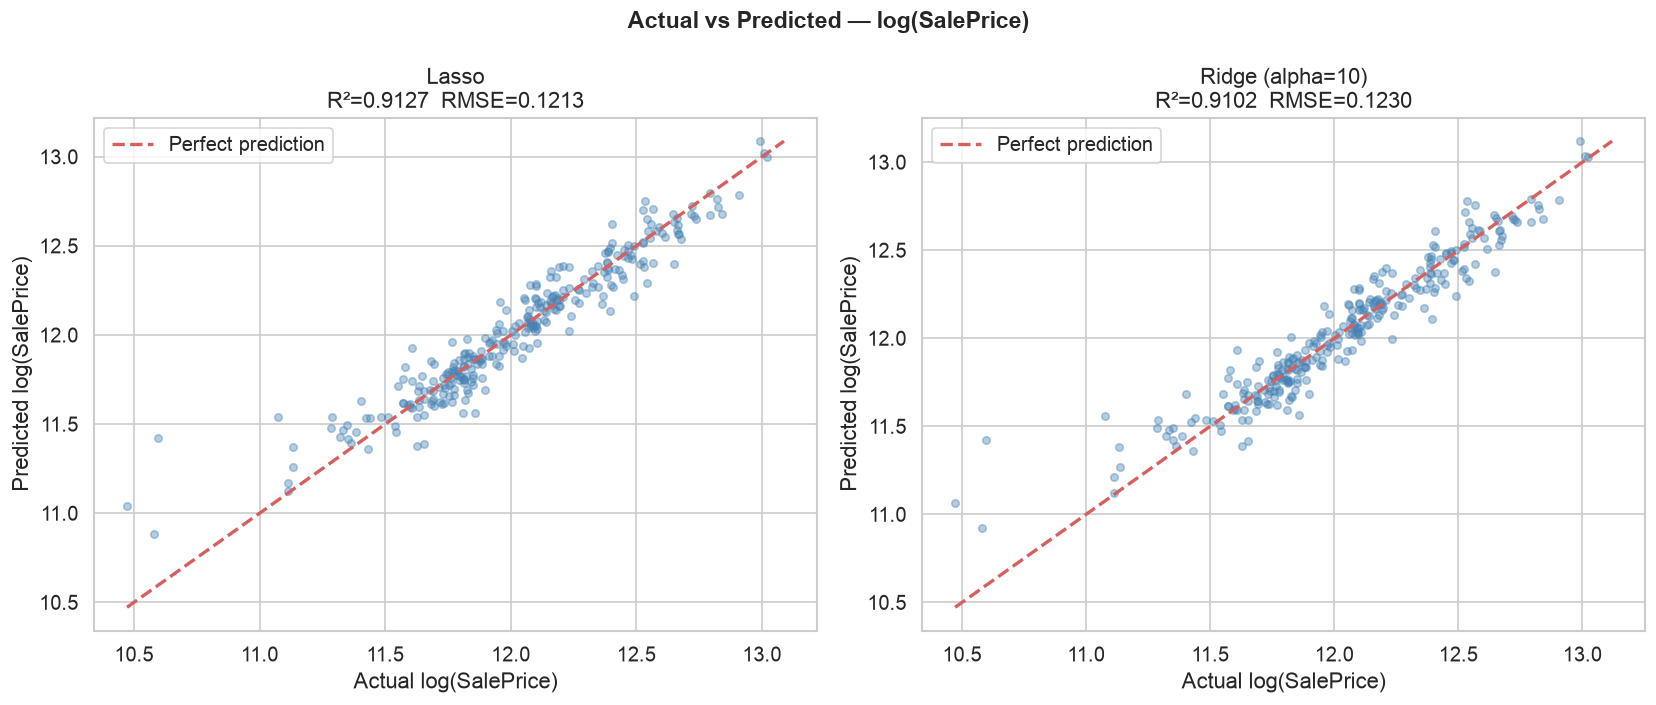 Actual vs Predicted — log(SalePrice)
Lasso
R²=0.9127  RMSE=0.1213
Perfect prediction
13.0
12.5
12.0
11.5
11.0
10.5
Predicted log(SalePrice)
10.5 11.0 11.5 12.0 12.5 13.0
Actual log(SalePrice)
Ridge (alpha=10)
R²=0.9102  RMSE=0.1230
Perfect prediction
13.0
12.5
12.0
11.5
11.0
10.5
Predicted log(SalePrice)
10.5 11.0 11.5 12.0 12.5 13.0
Actual log(SalePrice)